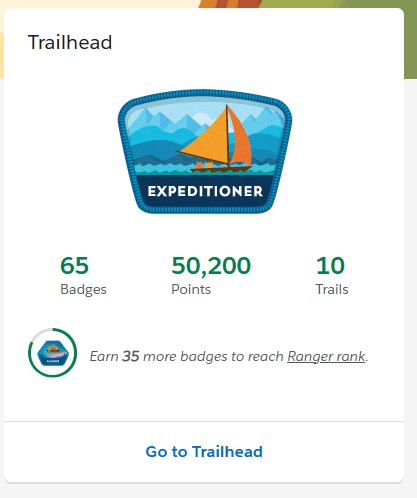 Trailhead
EXPEDITIONER
65 50,200 10
Badges Points Trails
Earn 35 more badges to reach Ranger rank.
Go to Trailhead